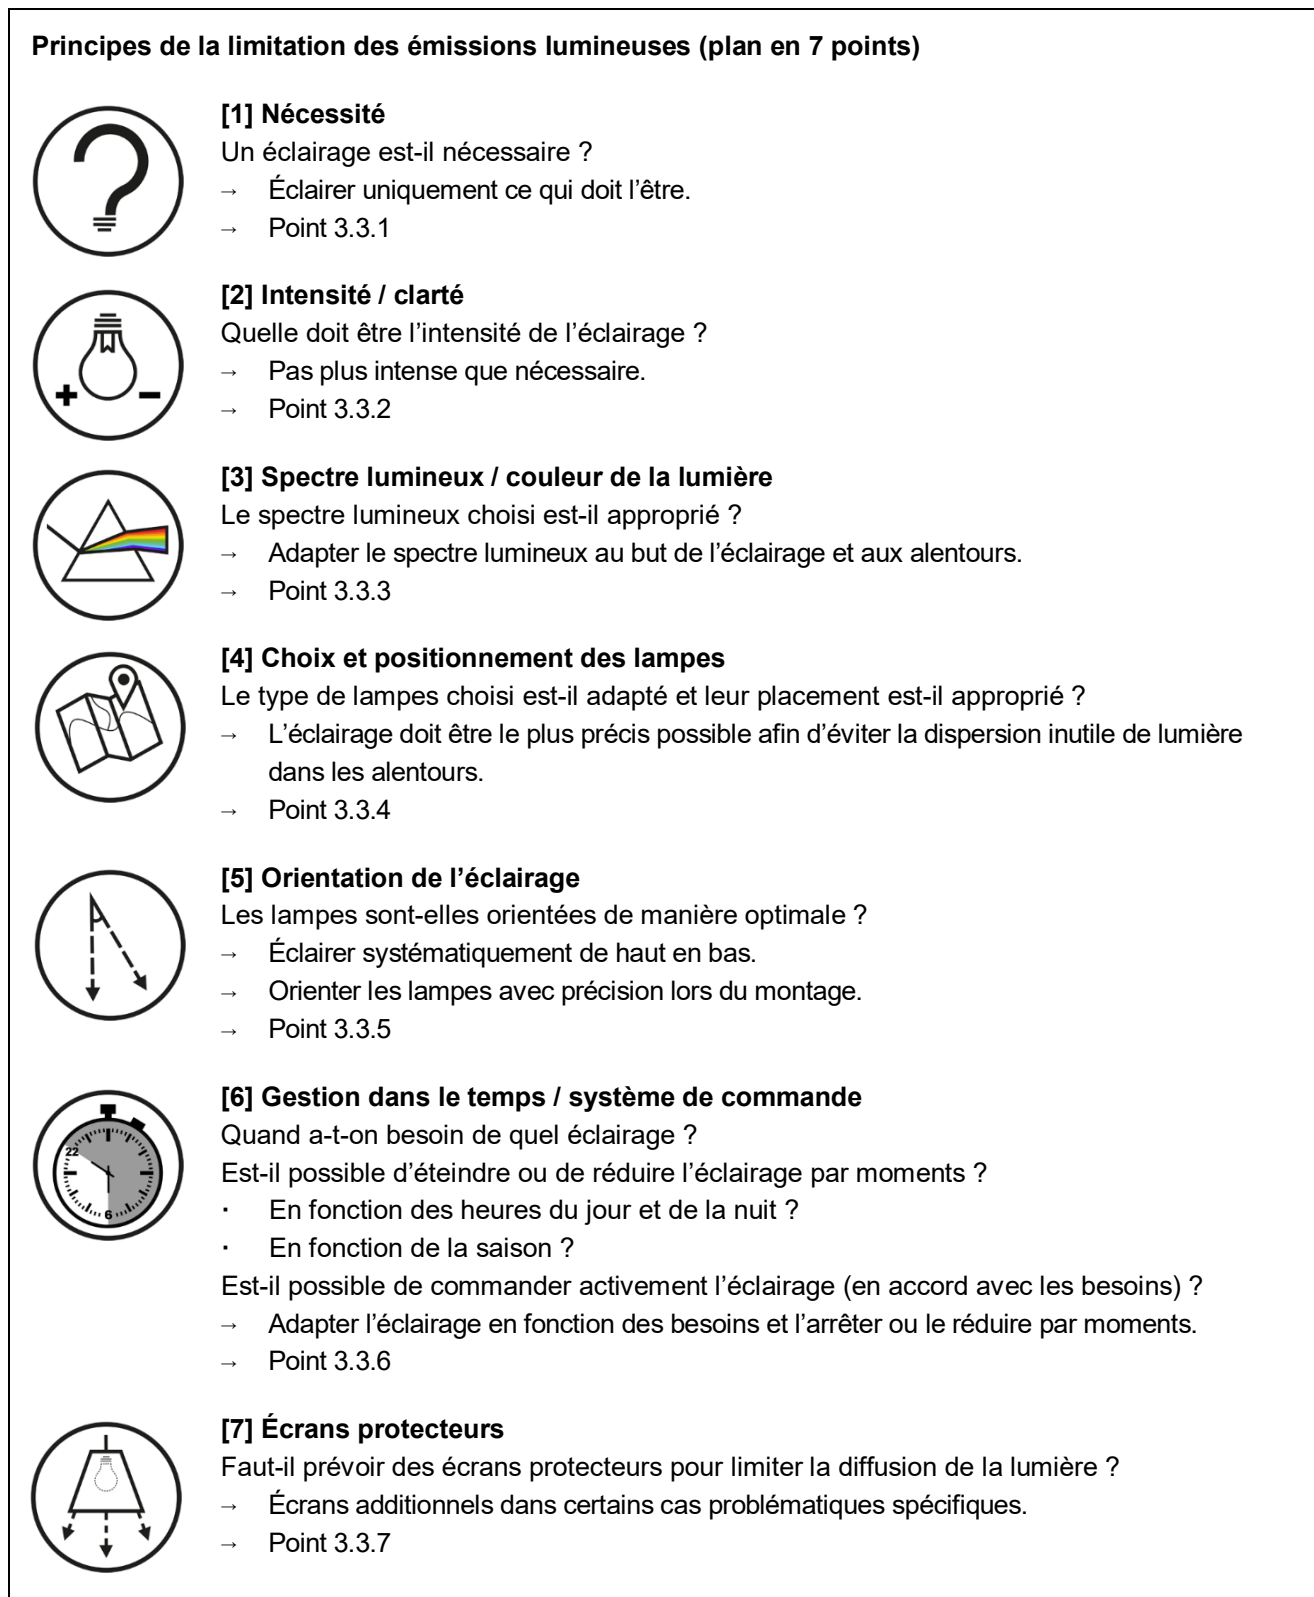 Principes de la limitation des émissions lumineuses (plan en 7 points)
[1] Nécessité
Un éclairage est-il nécessaire ?
→ Éclairer uniquement ce qui doit l’être.
→ Point 3.3.1
[2] Intensité / clarté
Quelle doit être l’intensité de l’éclairage ?
→ Pas plus intense que nécessaire.
→ Point 3.3.2
[3] Spectre lumineux / couleur de la lumière
Le spectre lumineux choisi est-il approprié ?
→ Adapter le spectre lumineux au but de l’éclairage et aux alentours.
→ Point 3.3.3
[4] Choix et positionnement des lampes
Le type de lampes choisi est-il adapté et leur placement est-il approprié ?
→ L’éclairage doit être le plus précis possible afin d’éviter la dispersion inutile de lumière
dans les alentours.
→ Point 3.3.4
[5] Orientation de l’éclairage
Les lampes sont-elles orientées de manière optimale ?
→ Éclairer systématiquement de haut en bas.
→ Orienter les lampes avec précision lors du montage.
→ Point 3.3.5
22
6
[6] Gestion dans le temps / système de commande
Quand a-t-on besoin de quel éclairage ?
Est-il possible d’éteindre ou de réduire l’éclairage par moments ?
· En fonction des heures du jour et de la nuit ?
· En fonction de la saison ?
Est-il possible de commander activement l’éclairage (en accord avec les besoins) ?
→ Adapter l’éclairage en fonction des besoins et l’arrêter ou le réduire par moments.
→ Point 3.3.6
[7] Écrans protecteurs
Faut-il prévoir des écrans protecteurs pour limiter la diffusion de la lumière ?
→ Écrans additionnels dans certains cas problématiques spécifiques.
→ Point 3.3.7